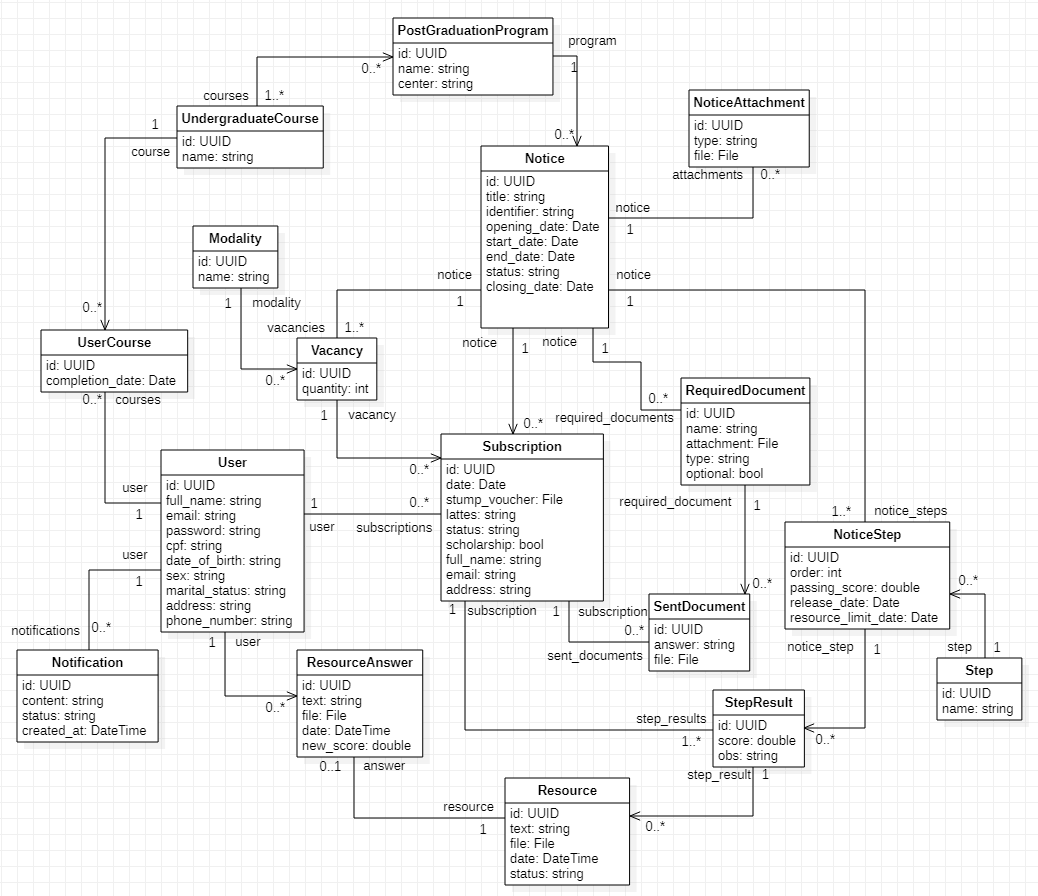 PostGraduationProgram
id: UUID
name: string
center: string
program
1
0..*
0..*
courses
1..*
UndergraduateCourse
id: UUID
name: string
1
course
0..*
NoticeAttachment
id: UUID
type: string
file: File
attachments
0..*
Notice
id: UUID
title: string
identifier: string
opening_date: Date
start_date: Date
end_date: Date
status: string
closing_date: Date
notice
1
notice
1
notice
1
notice
1
notice
1
Modality
id: UUID
name: string
1
modality
0..*
vacancies
1..*
Vacancy
id: UUID
quantity: int
1
vacancy
0..*
UserCourse
id: UUID
completion_date: Date
0..*
courses
RequiredDocument
id: UUID
name: string
attachment: File
type: string
optional: bool
0..*
required_documents
required_document
1
0..*
0..*
Subscription
id: UUID
date: Date
stump_voucher: File
lattes: string
status: string
scholarship: bool
full_name: string
email: string
address: string
User
id: UUID
full_name: string
email: string
password: string
cpf: string
date_of_birth: string
sex: string
marital_status: string
address: string
phone_number: string
user
1
1
user
0..*
subscriptions
user
1
1
user
notifications
0..*
Notification
id: UUID
content: string
status: string
created_at: DateTime
1..*
notice_steps
NoticeStep
id: UUID
order: int
passing_score: double
release_date: Date
resource_limit_date: Date
0..*
notice_step
1
step
1
Step
id: UUID
name: string
1
subscription
1
subscription
0..*
sent_documents
SentDocument
id: UUID
answer: string
file: File
0..*
ResourceAnswer
id: UUID
text: string
file: File
date: DateTime
new_score: double
0..1
answer
step_results
1..*
StepResult
id: UUID
score: double
obs: string
0..*
step_result
1
0..*
resource
1
Resource
id: UUID
text: string
file: File
date: DateTime
status: string